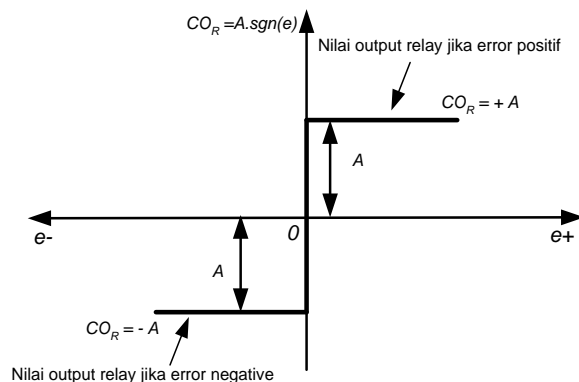 CO_R =A.sgn(e)
Nilai output relay jika error positif
CO_R = + A
A
e-
0
e+
A
CO_R = - A
Nilai output relay jika error negative